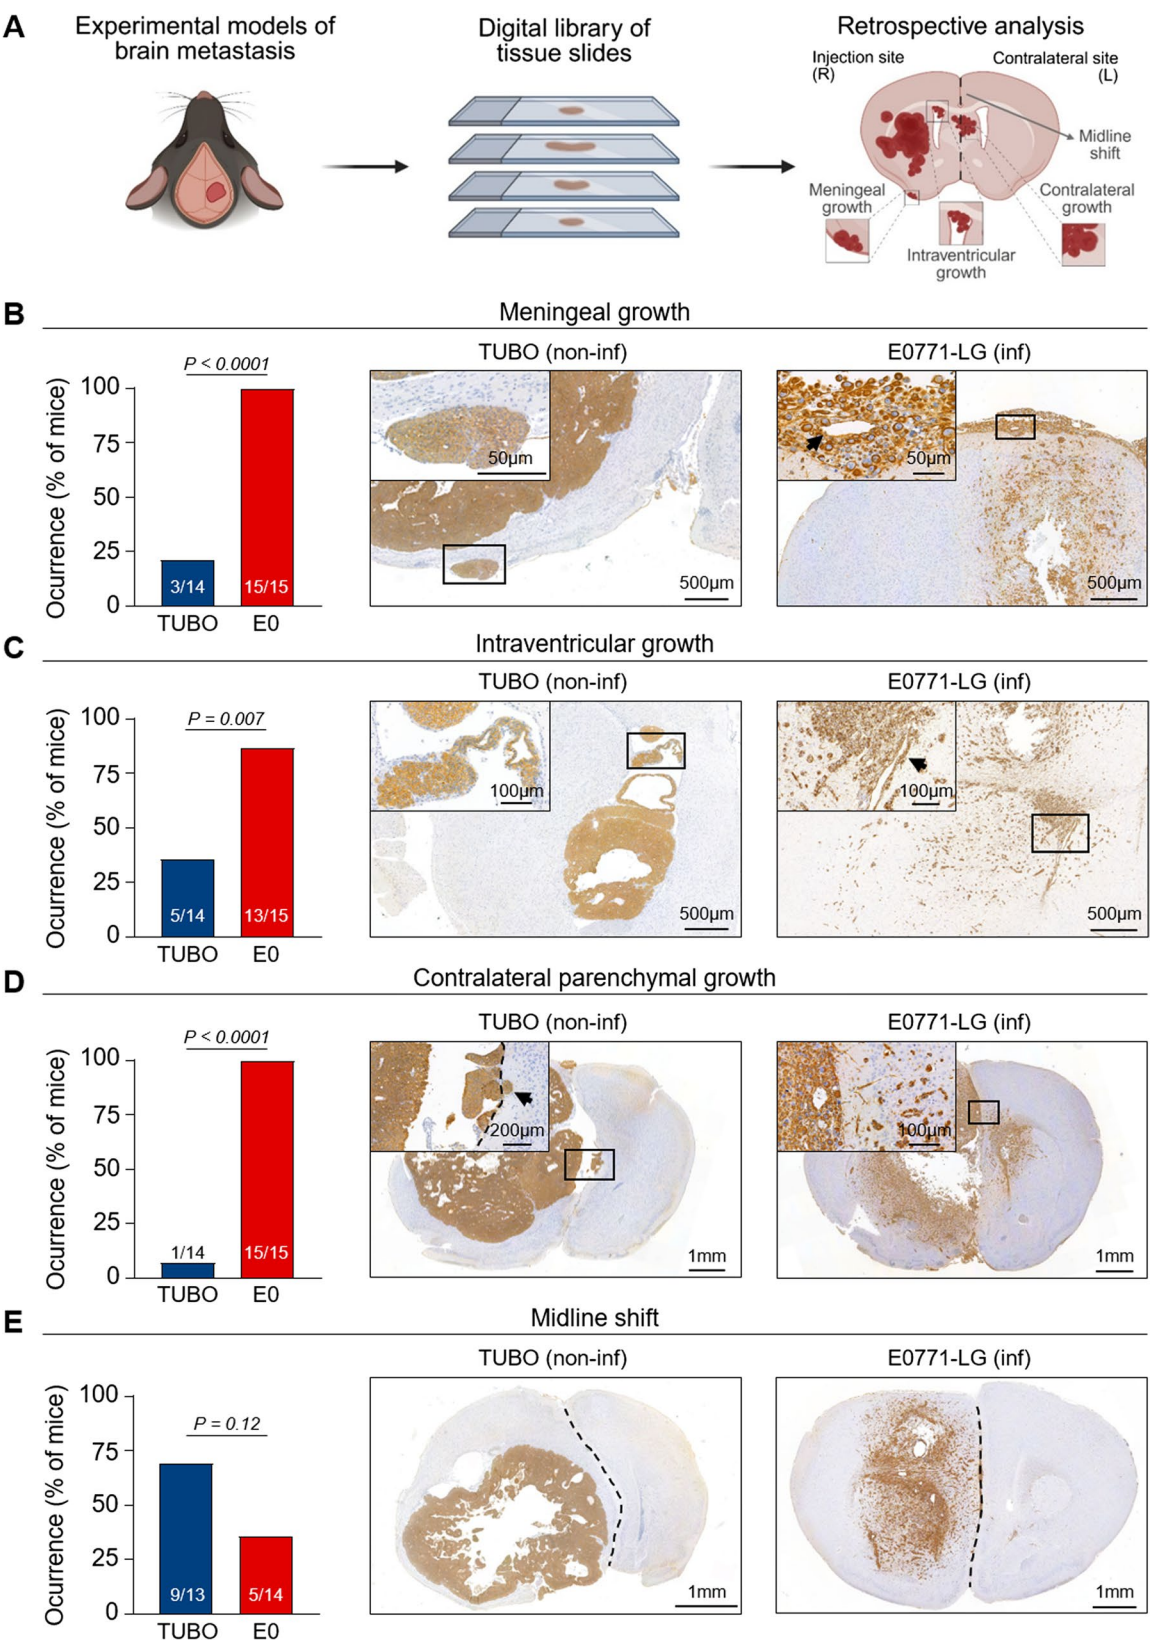 A
Experimental models of
brain metastasis
Digital library of
tissue slides
Retrospective analysis
Injection site
(R)
Contralateral site
(L)
Midline
shift
Meningeal
growth
Contralateral
growth
Intraventricular
growth
B
Meningeal growth
TUBO (non-inf)
E0771-LG (inf)
Ocurrence (% of mice)
100
75
50
25
0
P < 0.0001
3/14
15/15
TUBO
E0
50µm
500µm
50µm
500µm
C
Intraventricular growth
TUBO (non-inf)
E0771-LG (inf)
Ocurrence (% of mice)
100
75
50
25
0
P = 0.007
5/14
13/15
TUBO
E0
100µm
500µm
100µm
500µm
D
Contralateral parenchymal growth
TUBO (non-inf)
E0771-LG (inf)
Ocurrence (% of mice)
100
75
50
25
0
P < 0.0001
1/14
15/15
TUBO
E0
200µm
1mm
100µm
1mm
E
Midline shift
TUBO (non-inf)
E0771-LG (inf)
Ocurrence (% of mice)
100
75
50
25
0
P = 0.12
9/13
5/14
TUBO
E0
1mm
1mm